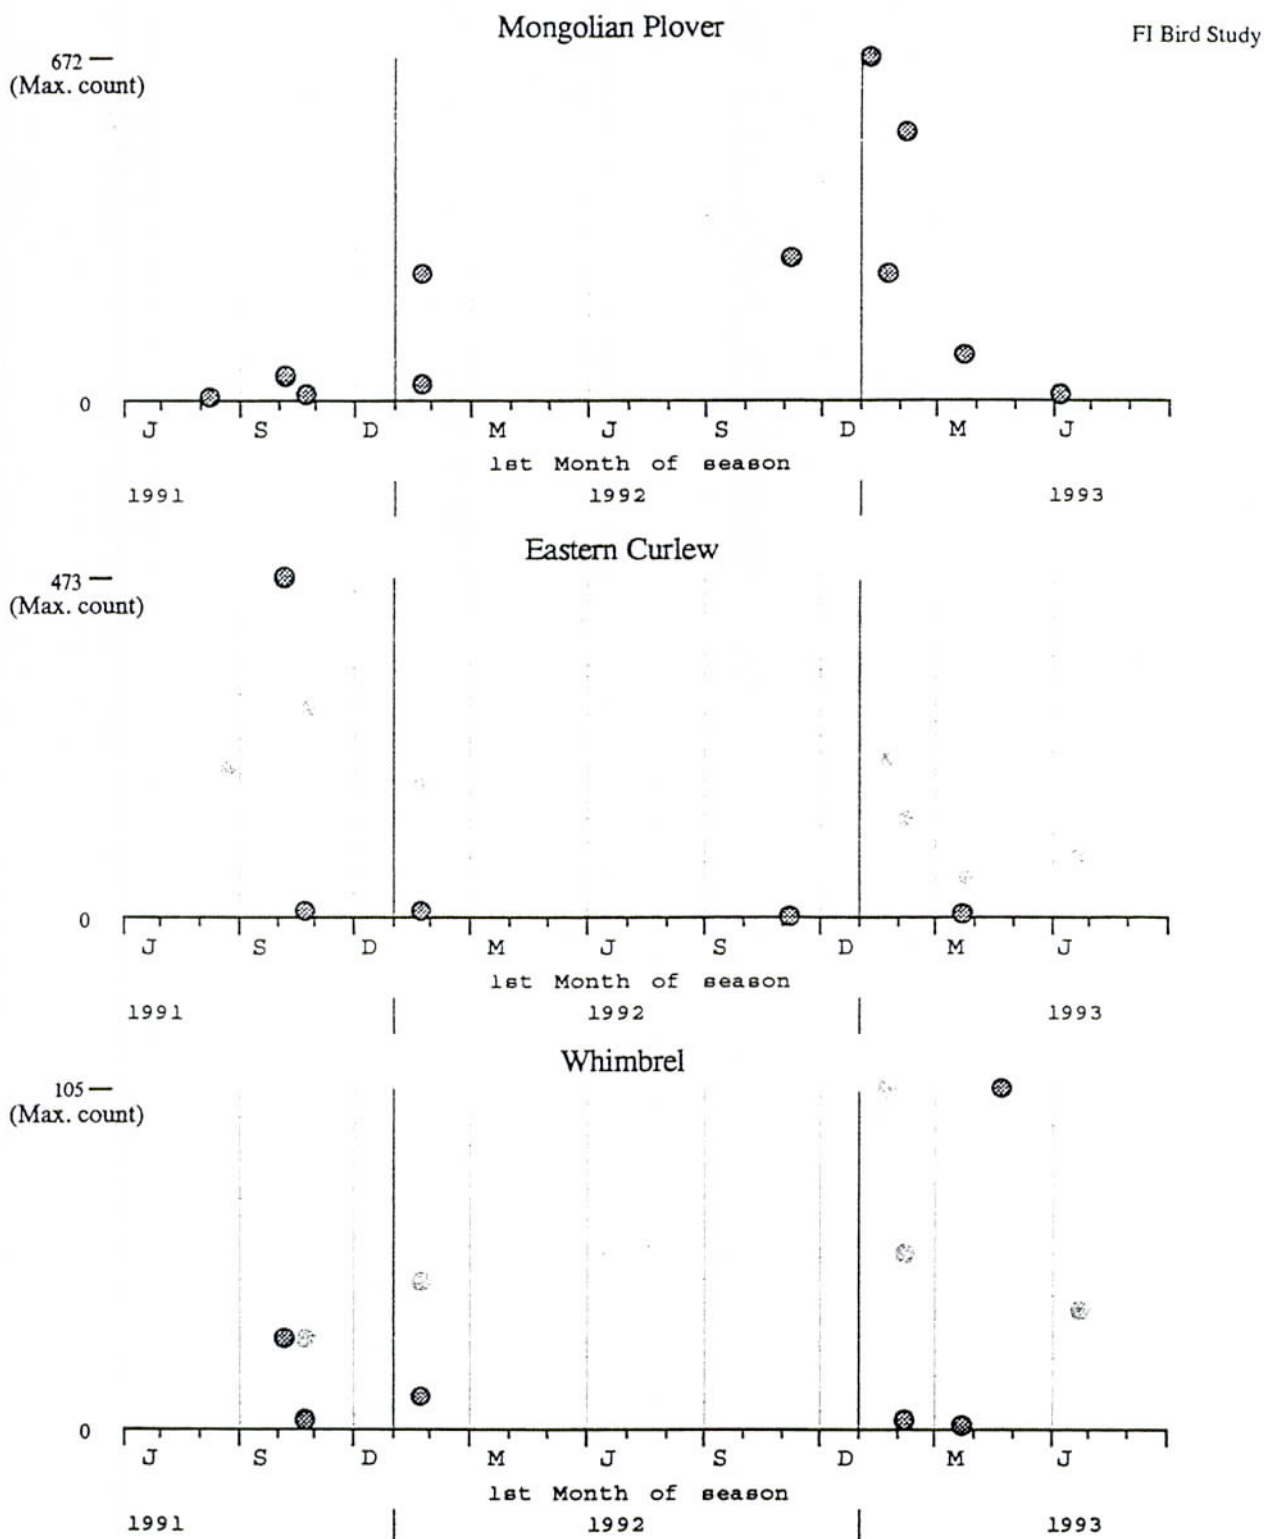 Mongolian Plover
FI Bird Study
672
(Max. count)
0
J S D M J S D M J
1st Month of season
1991 1992 1993
Eastern Curlew
473
(Max. count)
0
J S D M J S D M J
1st Month of season
1991 1992 1993
Whimbrel
105
(Max. count)
0
J S D M J S D M J
1st Month of season
1991 1992 1993